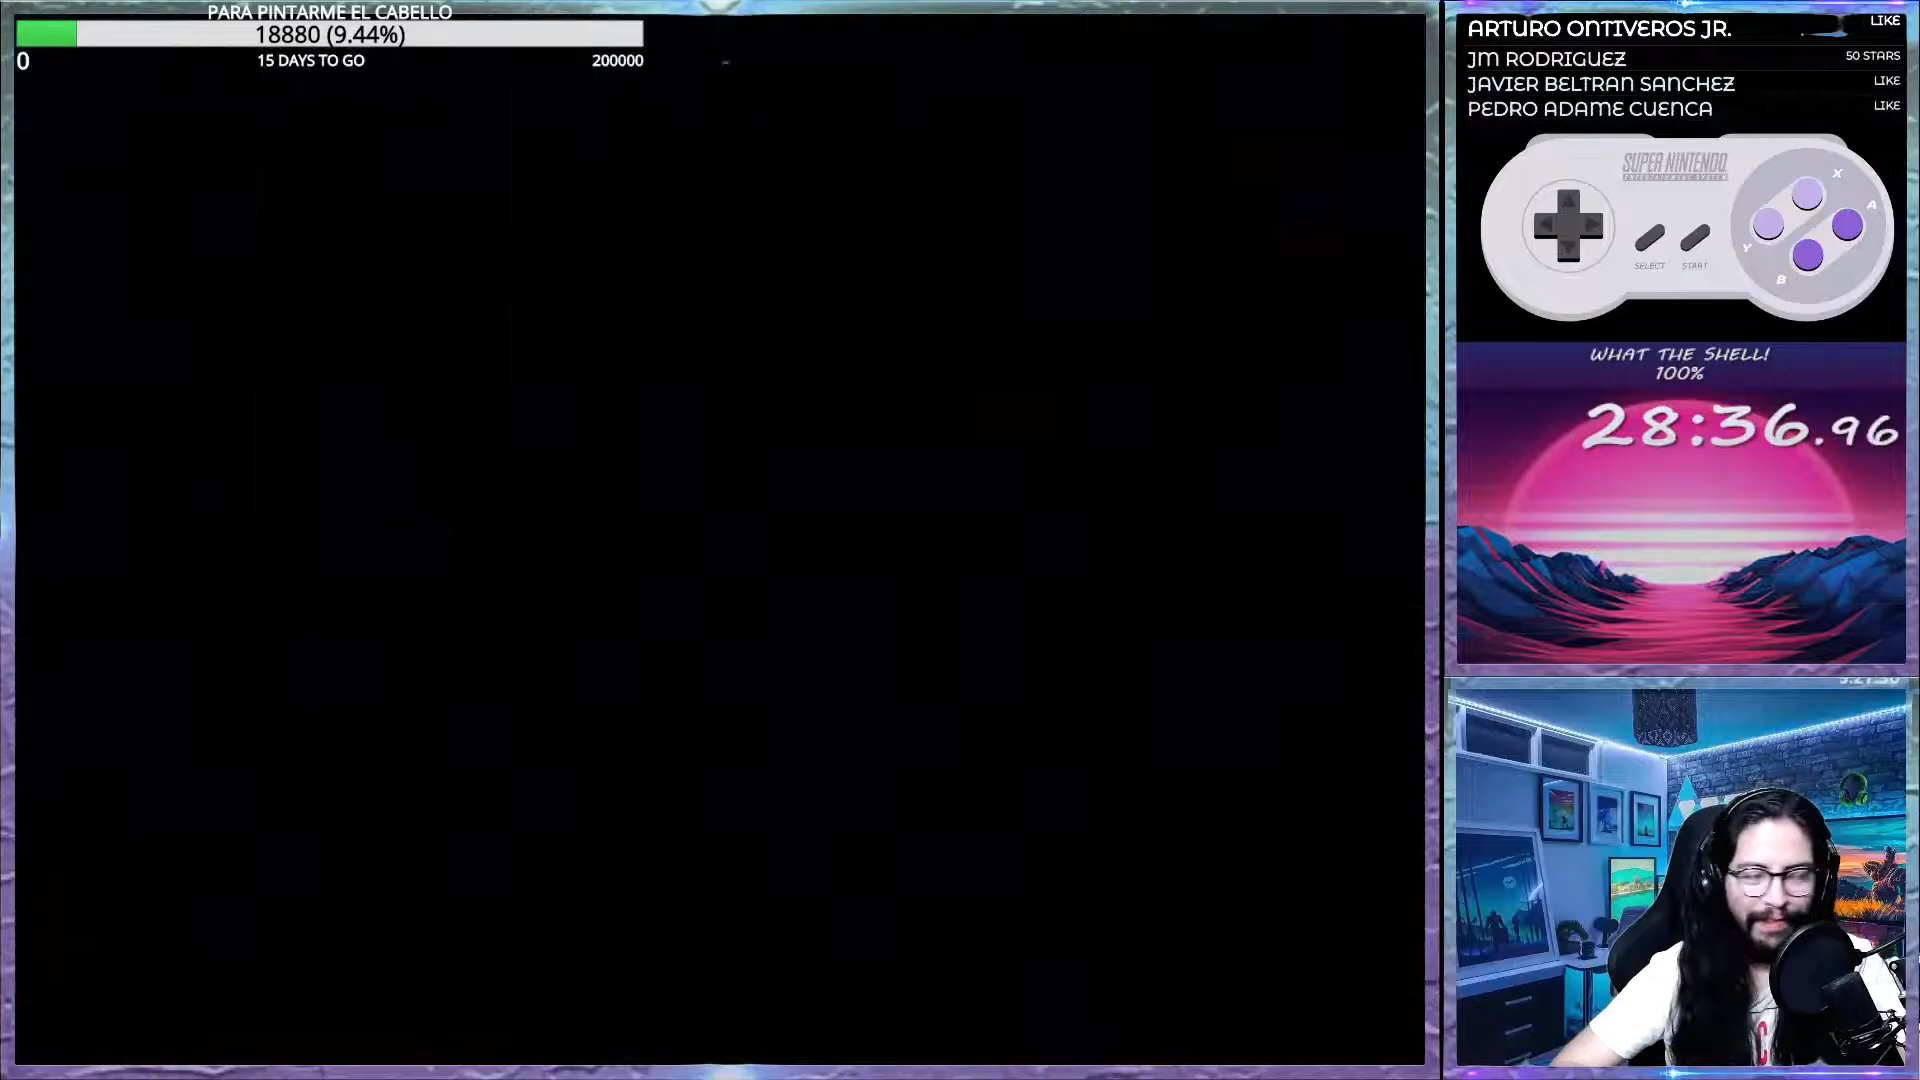 PARA PINTARME EL CABELLO
18880 (9.44%)
0
15 DAYS TO GO
200000
ARTURO ONTIVEROS JR.
LIKE
JM RODRIGUEZ
50 STARS
JAVIER BELTRAN SANCHEZ
LIKE
PEDRO ADAME CUENCA
LIKE
SUPER NINTENDO
ENTERTAINMENT SYSTEM
X
A
Y
B
SELECT
START
WHAT THE SHELL!
100%
28:36.96